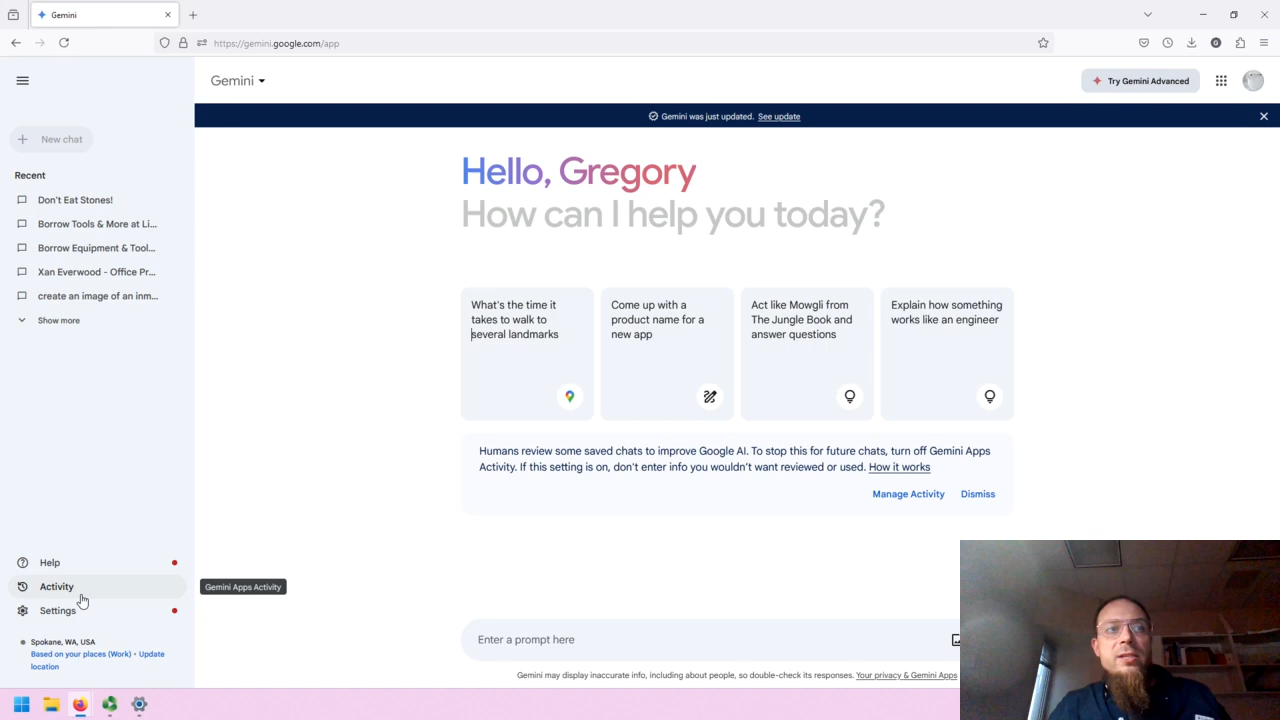 Gemini
https://gemini.google.com/app
Gemini
Try Gemini Advanced
Gemini was just updated. See update
New chat
Recent
Don't Eat Stones!
Borrow Tools & More at Li...
Borrow Equipment & Tool...
Xan Everwood - Office Pr...
create an image of an inm...
Show more
Hello, Gregory
How can I help you today?
What's the time it
takes to walk to
several landmarks
Come up with a
product name for a
new app
Act like Mowgli from
The Jungle Book and
answer questions
Explain how something
works like an engineer
Humans review some saved chats to improve Google AI. To stop this for future chats, turn off Gemini Apps
Activity. If this setting is on, don't enter info you wouldn't want reviewed or used. How it works
Manage Activity Dismiss
Help
Activity
Gemini Apps Activity
Settings
Spokane, WA, USA
Based on your places (Work) • Update
location
Enter a prompt here
Gemini may display inaccurate info, including about people, so double-check its responses. Your privacy & Gemini Apps